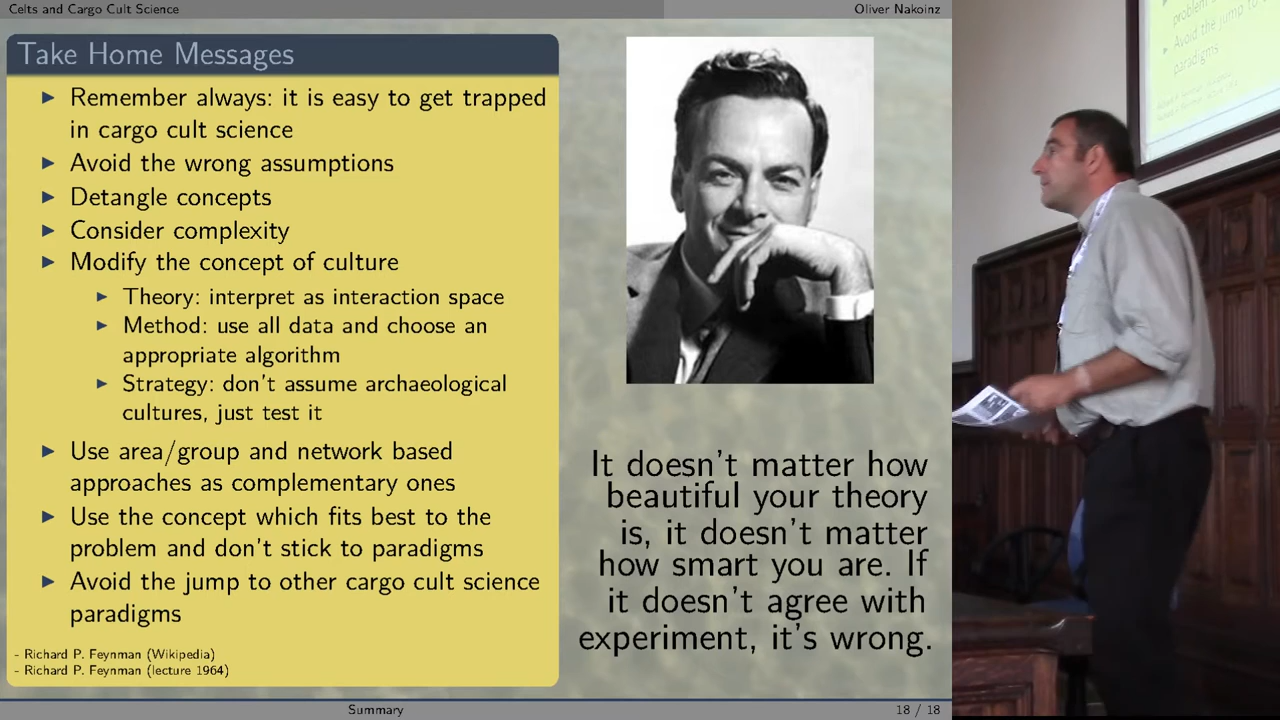 Celts and Cargo Cult Science
Oliver Nakoinz
Take Home Messages
Remember always: it is easy to get trapped
in cargo cult science
Avoid the wrong assumptions
Detangle concepts
Consider complexity
Modify the concept of culture
Theory: interpret as interaction space
Method: use all data and choose an
appropriate algorithm
Strategy: don't assume archaeological
cultures, just test it
Use area/group and network based
approaches as complementary ones
Use the concept which fits best to the
problem and don't stick to paradigms
Avoid the jump to other cargo cult science
paradigms
- Richard P. Feynman (Wikipedia)
- Richard P. Feynman (lecture 1964)
It doesn't matter how
beautiful your theory
is, it doesn't matter
how smart you are. If
it doesn't agree with
experiment, it's wrong.
Summary
18 / 18
problem
Avoid the jump to
paradigms